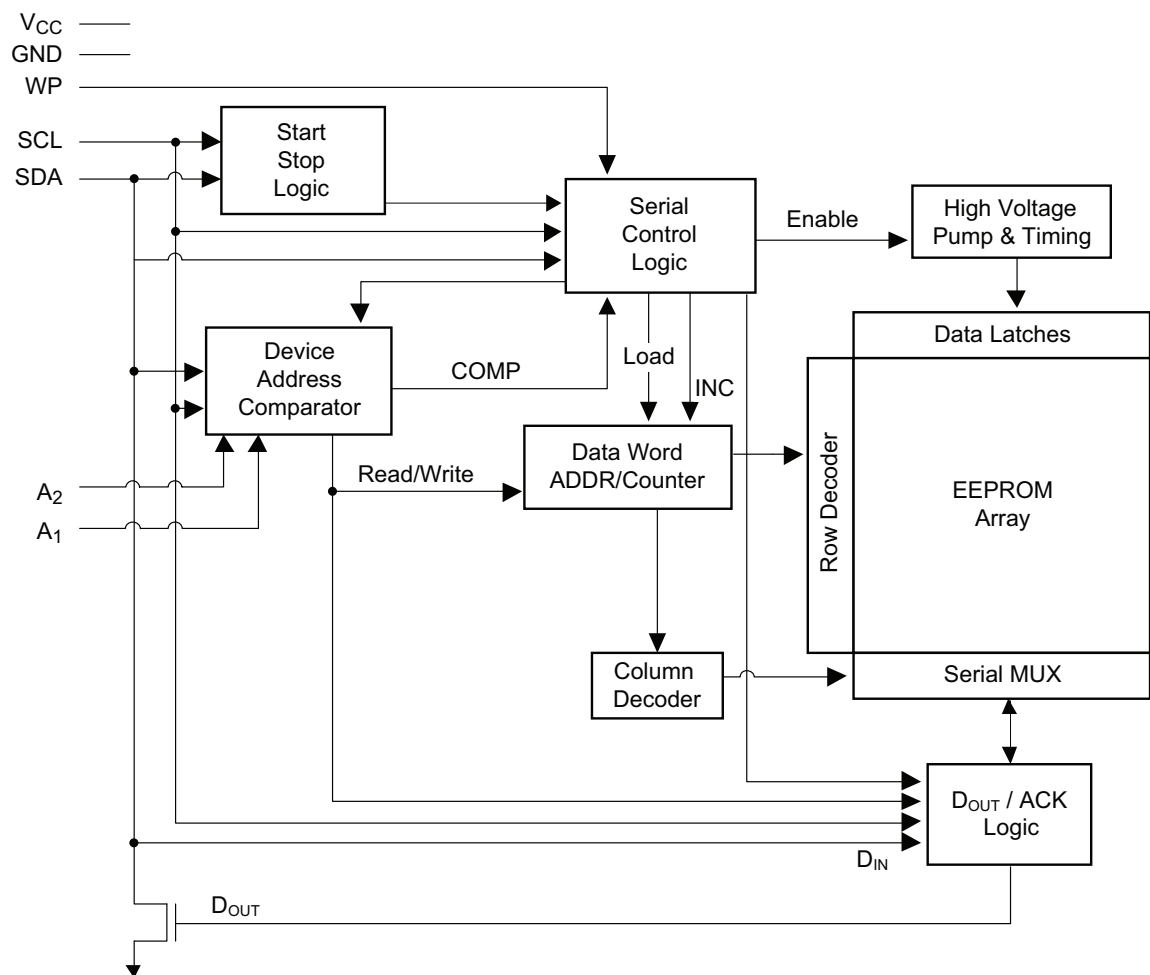 VCC
GND
WP
SCL
SDA
Start
Stop
Logic
Serial
Control
Logic
Enable
High Voltage
Pump & Timing
Data Latches
Device
Address
Comparator
COMP
Load
INC
A2
A1
Read/Write
Data Word
ADDR/Counter
Row Decoder
EEPROM
Array
Column
Decoder
Serial MUX
DOUT / ACK
Logic
DIN
DOUT